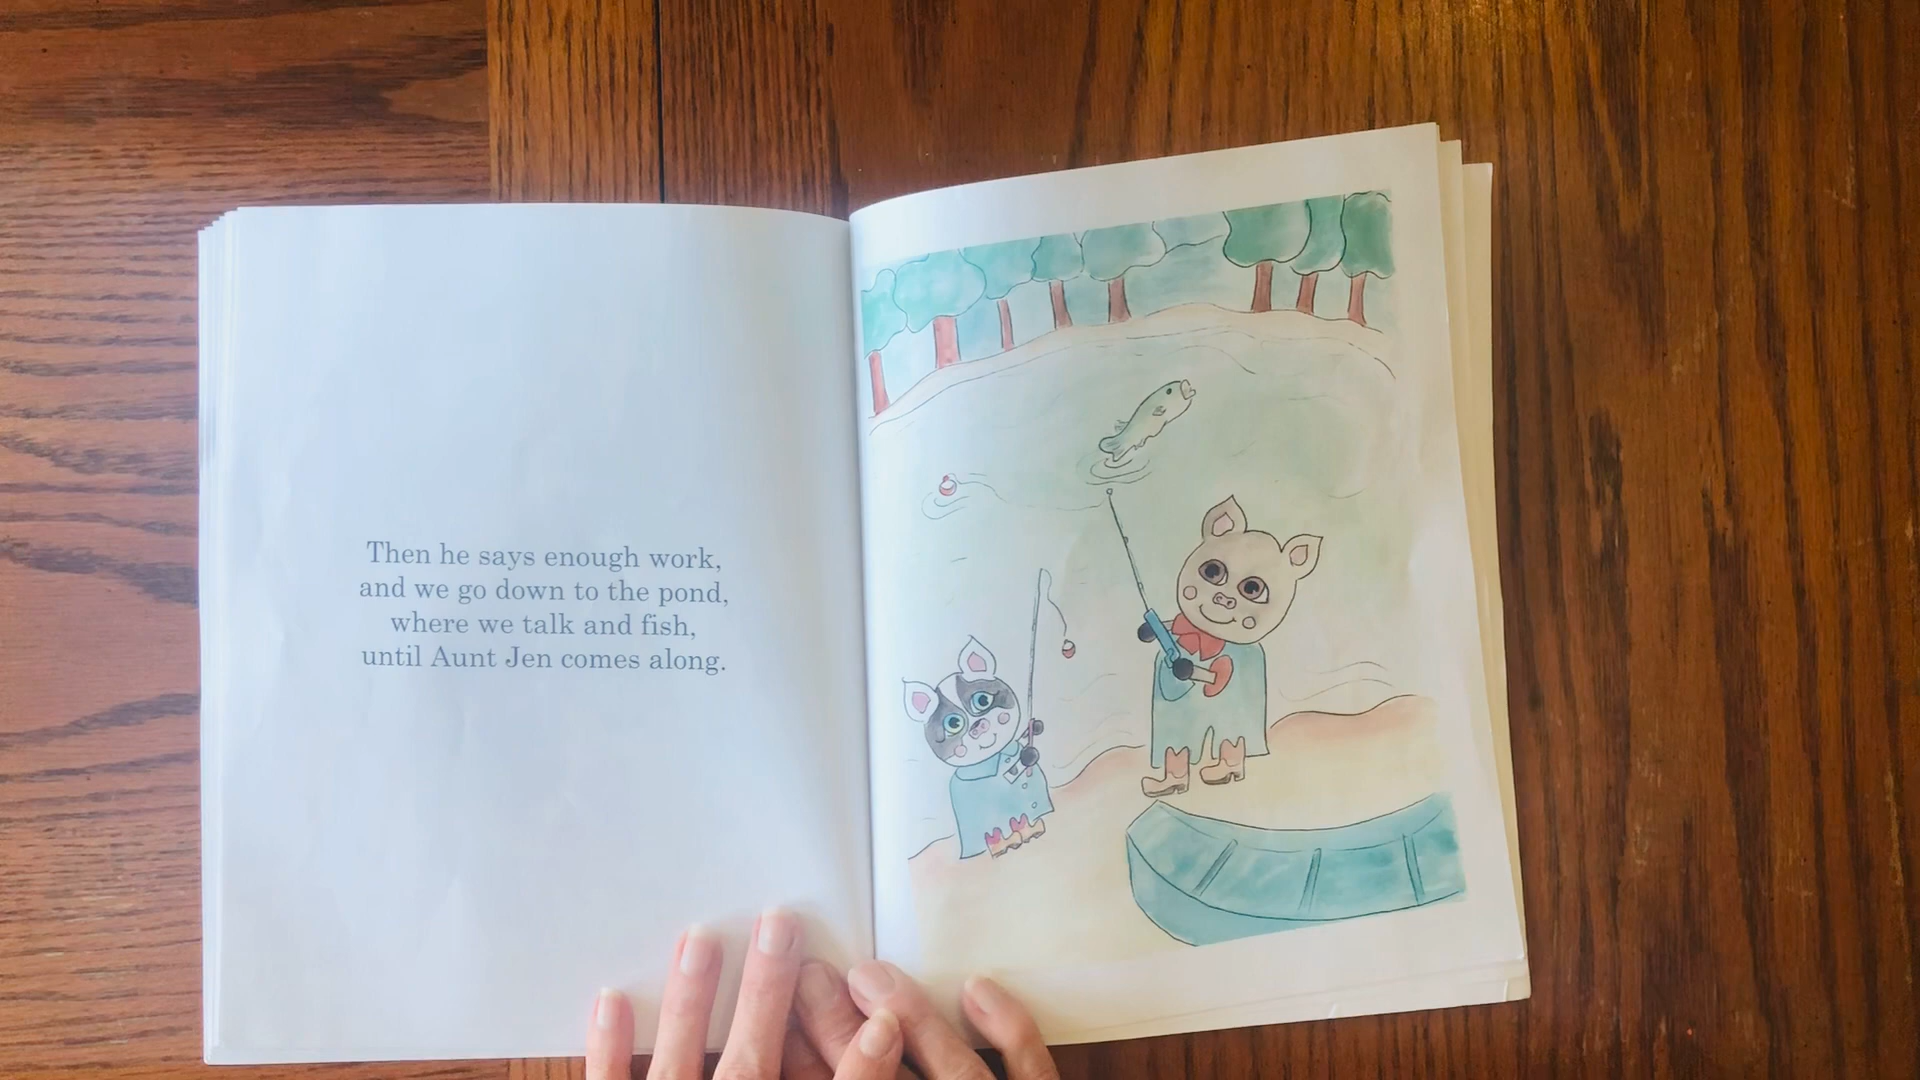 Then he says enough work,
and we go down to the pond,
where we talk and fish,
until Aunt Jen comes along.